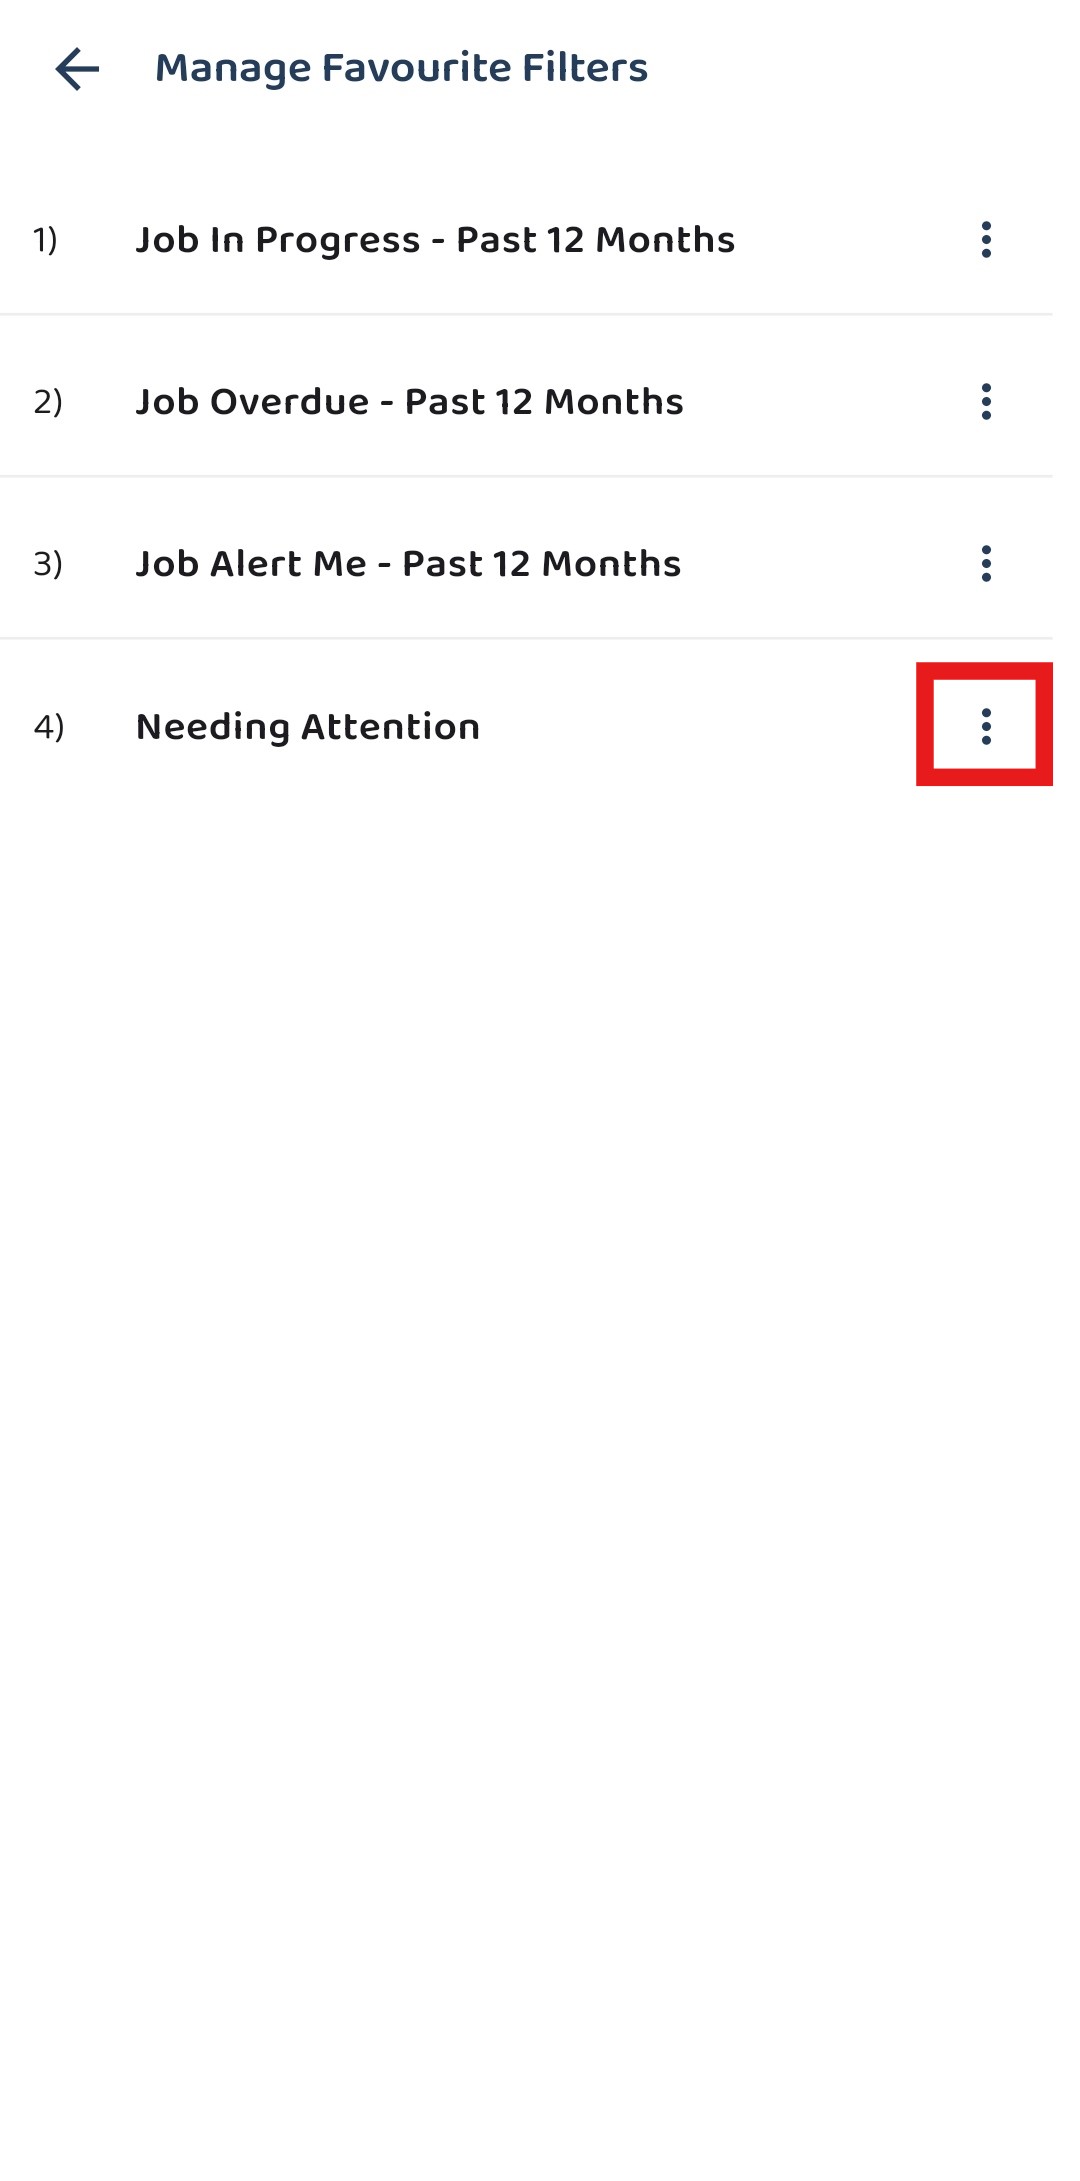 Manage Favourite Filters
1) Job In Progress - Past 12 Months
2) Job Overdue - Past 12 Months
3) Job Alert Me - Past 12 Months
4) Needing Attention